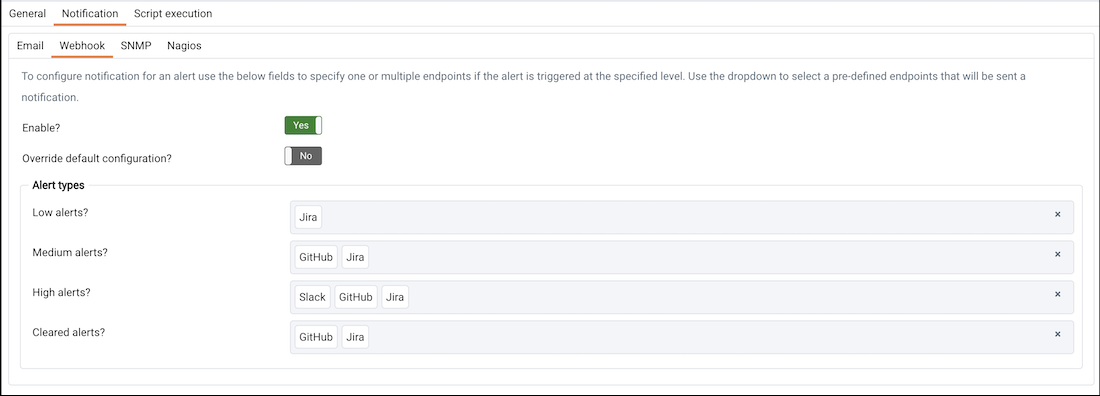 General Notification Script execution
Email Webhook SNMP Nagios
To configure notification for an alert use the below fields to specify one or multiple endpoints if the alert is triggered at the specified level. Use the dropdown to select a pre-defined endpoints that will be sent a
notification.
Enable? Yes
Override default configuration? No
Alert types
Low alerts? Jira ×
Medium alerts? GitHub Jira ×
High alerts? Slack GitHub Jira ×
Cleared alerts? GitHub Jira ×